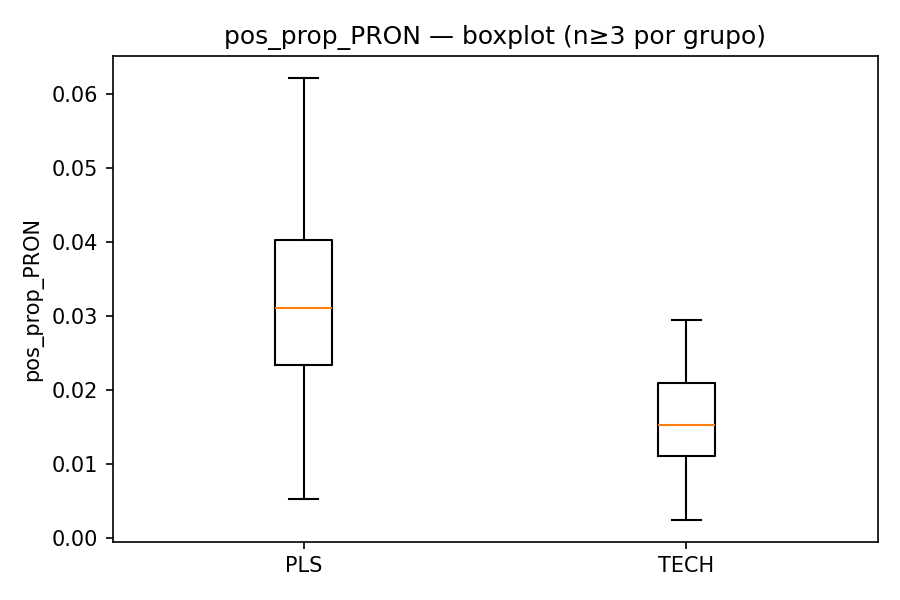 pos_prop_PRON — boxplot (n≥3 por grupo)
pos_prop_PRON
0.06
0.05
0.04
0.03
0.02
0.01
0.00
PLS
TECH